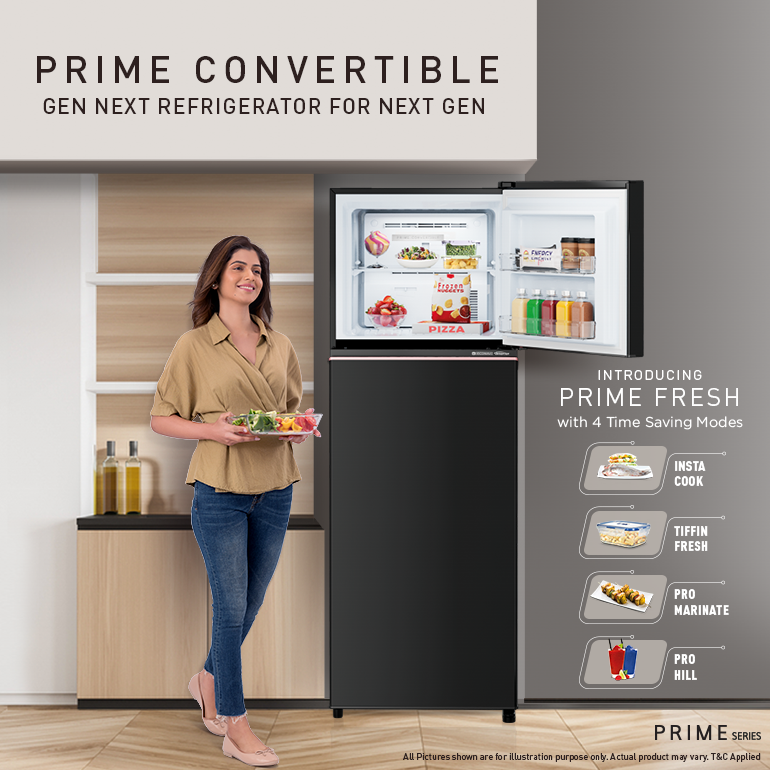 PRIME CONVERTIBLE
GEN NEXT REFRIGERATOR FOR NEXT GEN
ENERGY
Frozen
NUGGETS
PIZZA
INTRODUCING
PRIME FRESH
with 4 Time Saving Modes
INSTA
COOK
TIFFIN
FRESH
PRO
MARINATE
PRO
HILL
PRIME SERIES
All Pictures shown are for illustration purpose only. Actual product may vary. T&C Applied